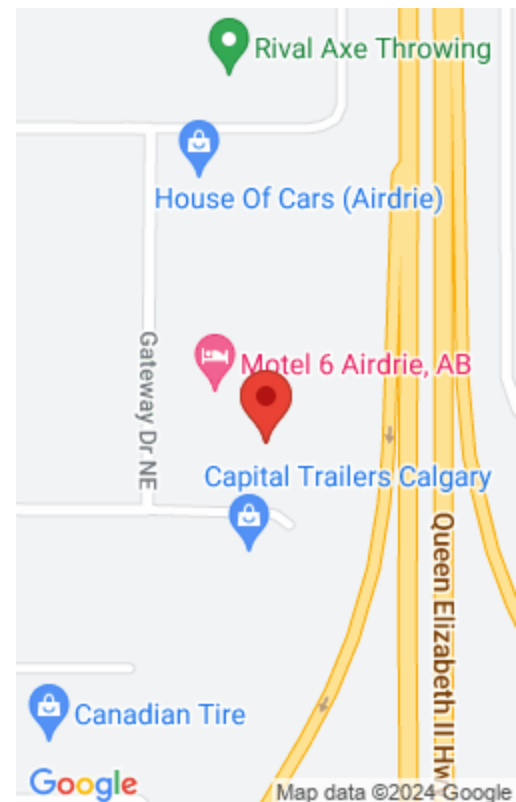 Rival Axe Throwing
House Of Cars (Airdrie)
Gateway Dr NE
Motel 6 Airdrie, AB
Capital Trailers Calgary
Queen Elizabeth II Hw
Canadian Tire
Google
Map data ©2024 Google